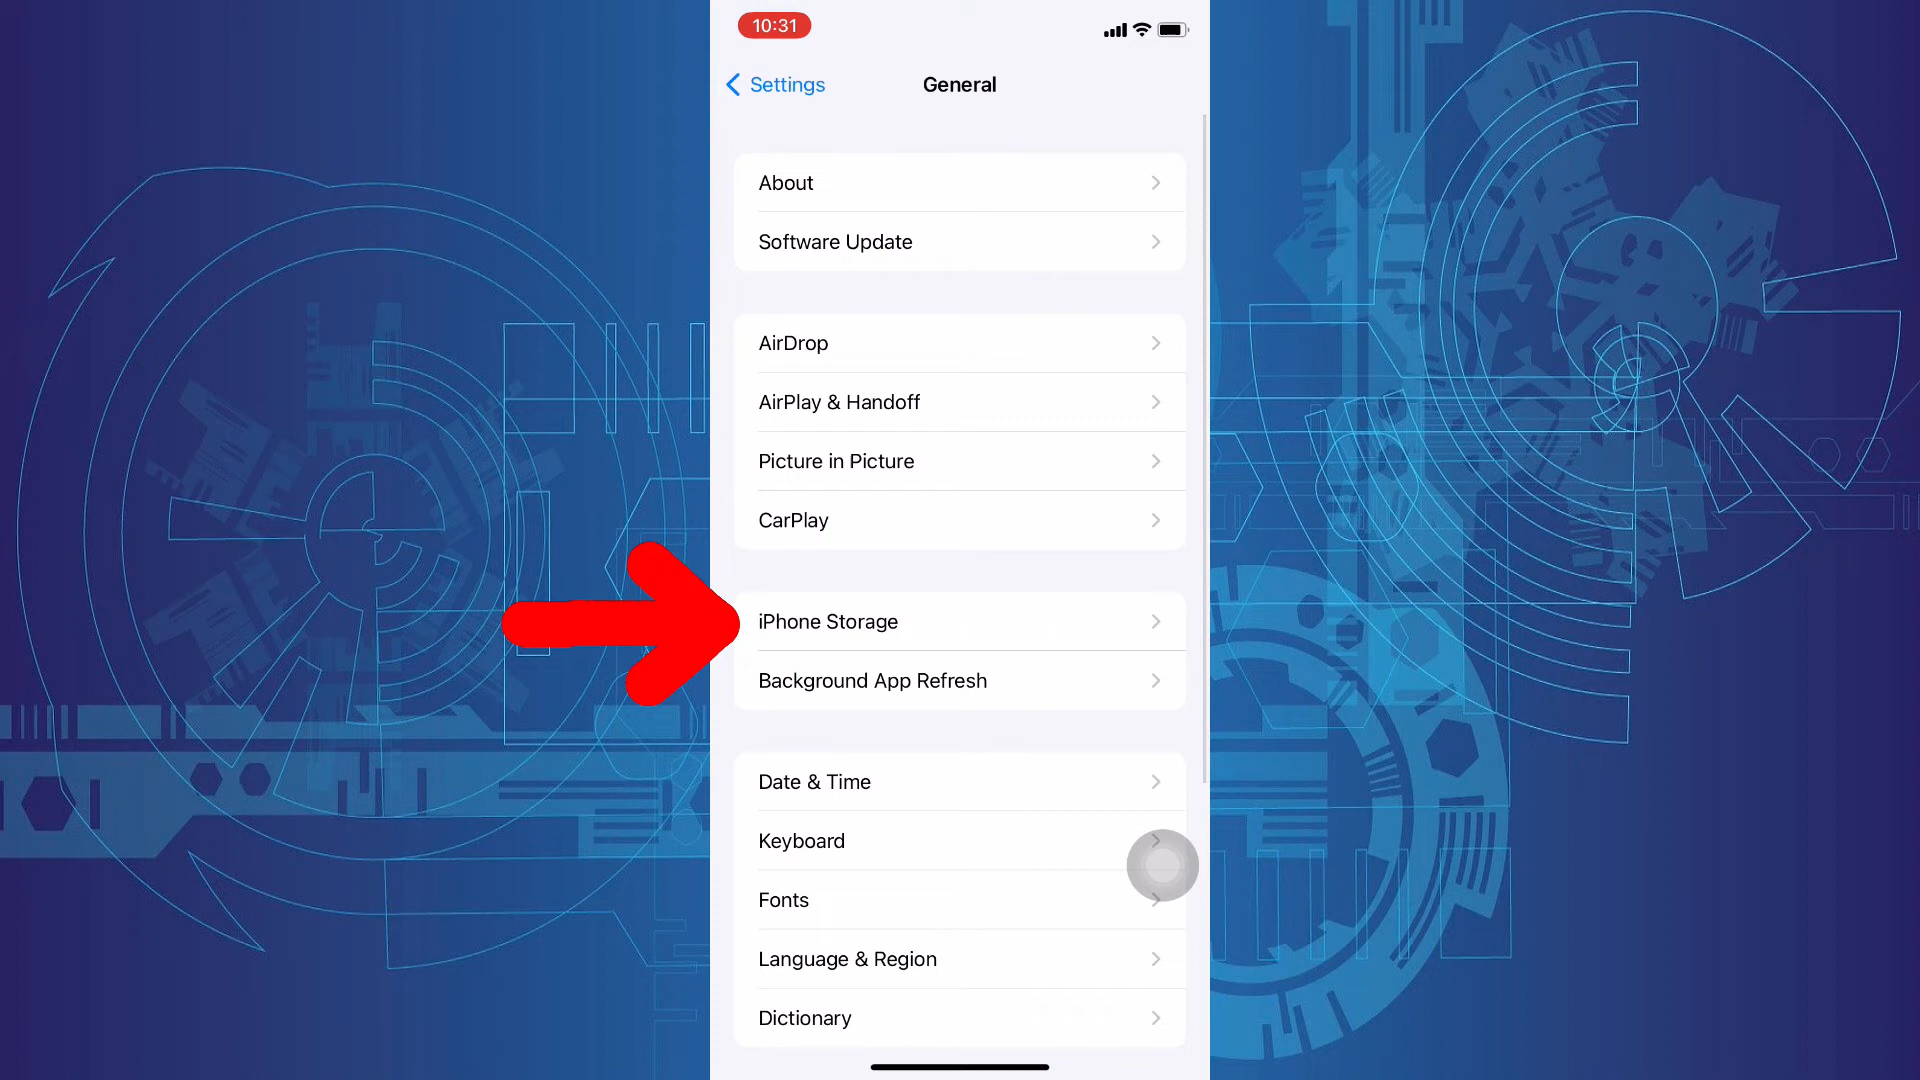 10:31
Settings
General
About
Software Update
AirDrop
AirPlay & Handoff
Picture in Picture
CarPlay
iPhone Storage
Background App Refresh
Date & Time
Keyboard
Fonts
Language & Region
Dictionary